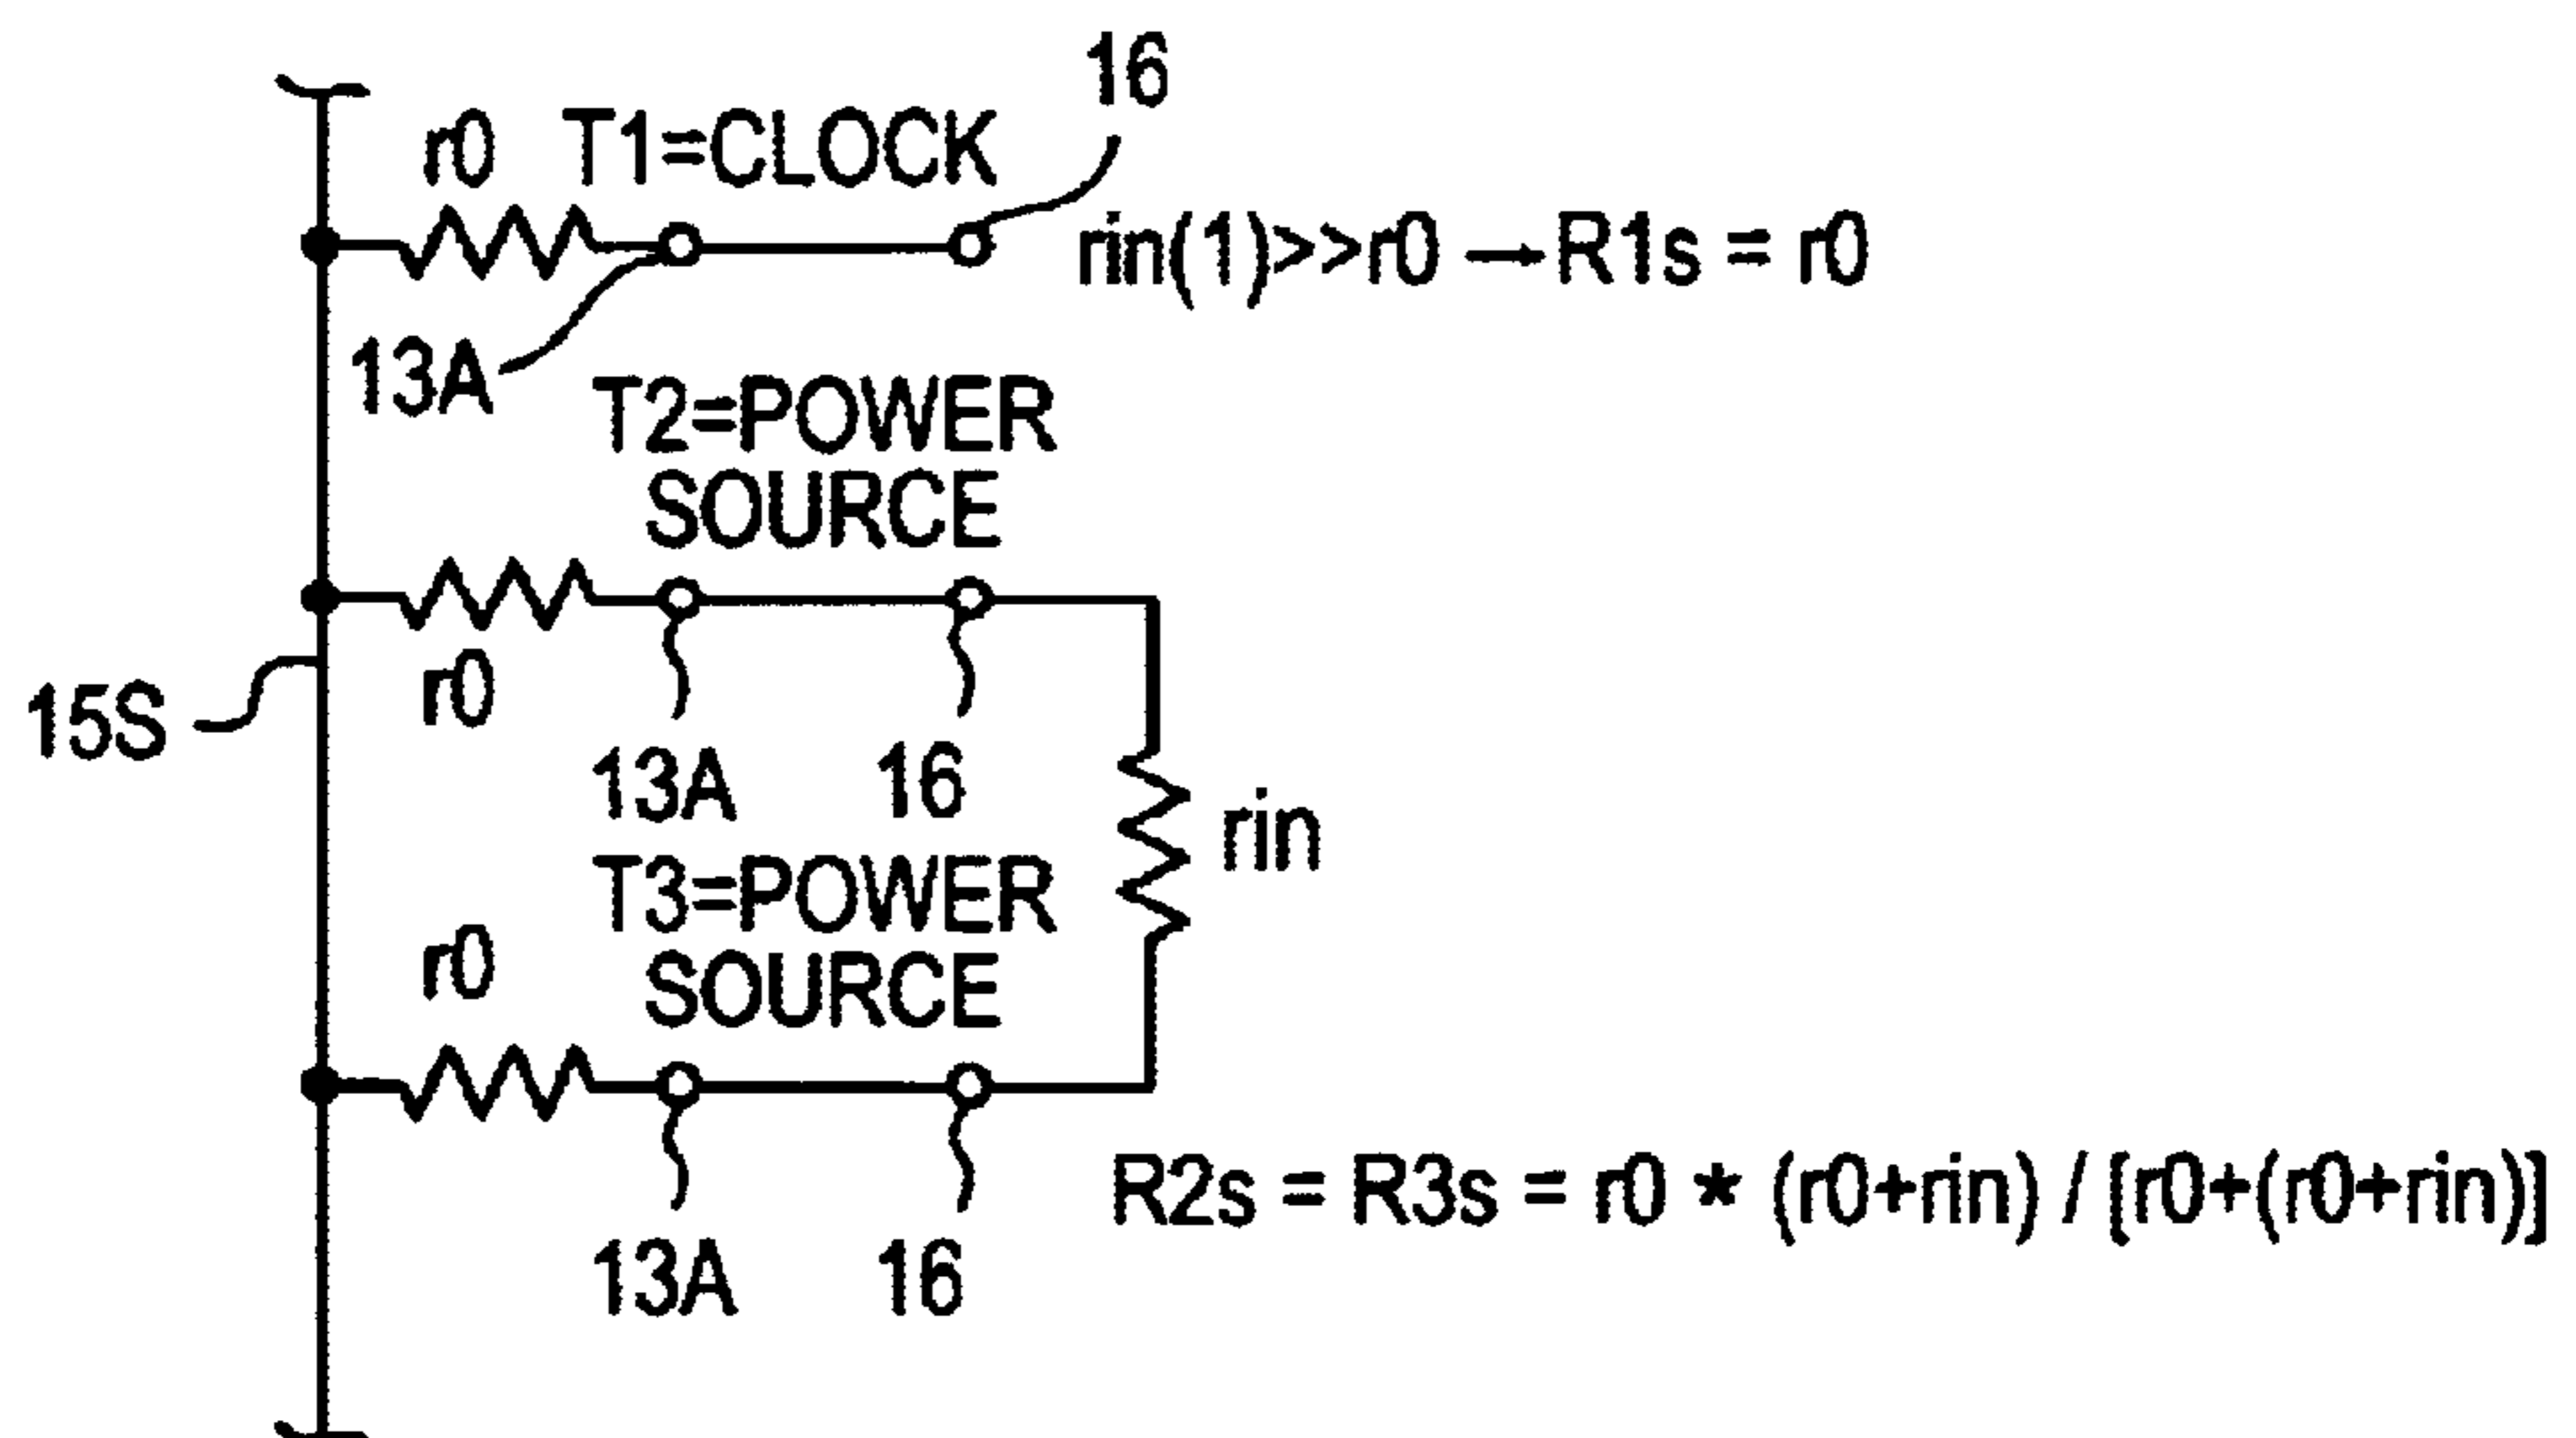 16
r0 T1=CLOCK
rin(1)>>r0 →R1s = r0
13A
T2=POWER
SOURCE
r0
15S
13A 16
rin
T3=POWER
SOURCE
r0
R2s = R3s = r0 * (r0+rin) / [r0+(r0+rin)]
13A 16